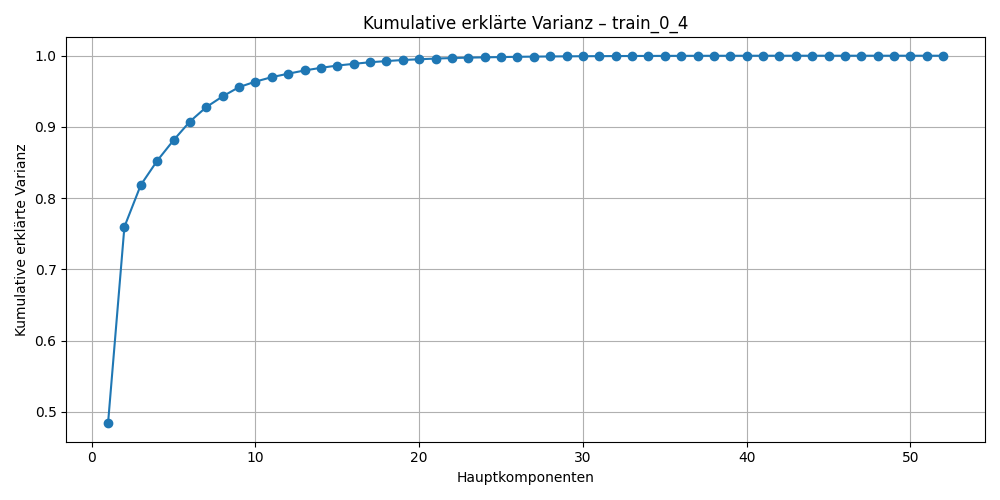 Kumulative erklärte Varianz – train_0_4
Kumulative erklärte Varianz
1.0
0.9
0.8
0.7
0.6
0.5
0 10 20 30 40 50
Hauptkomponenten